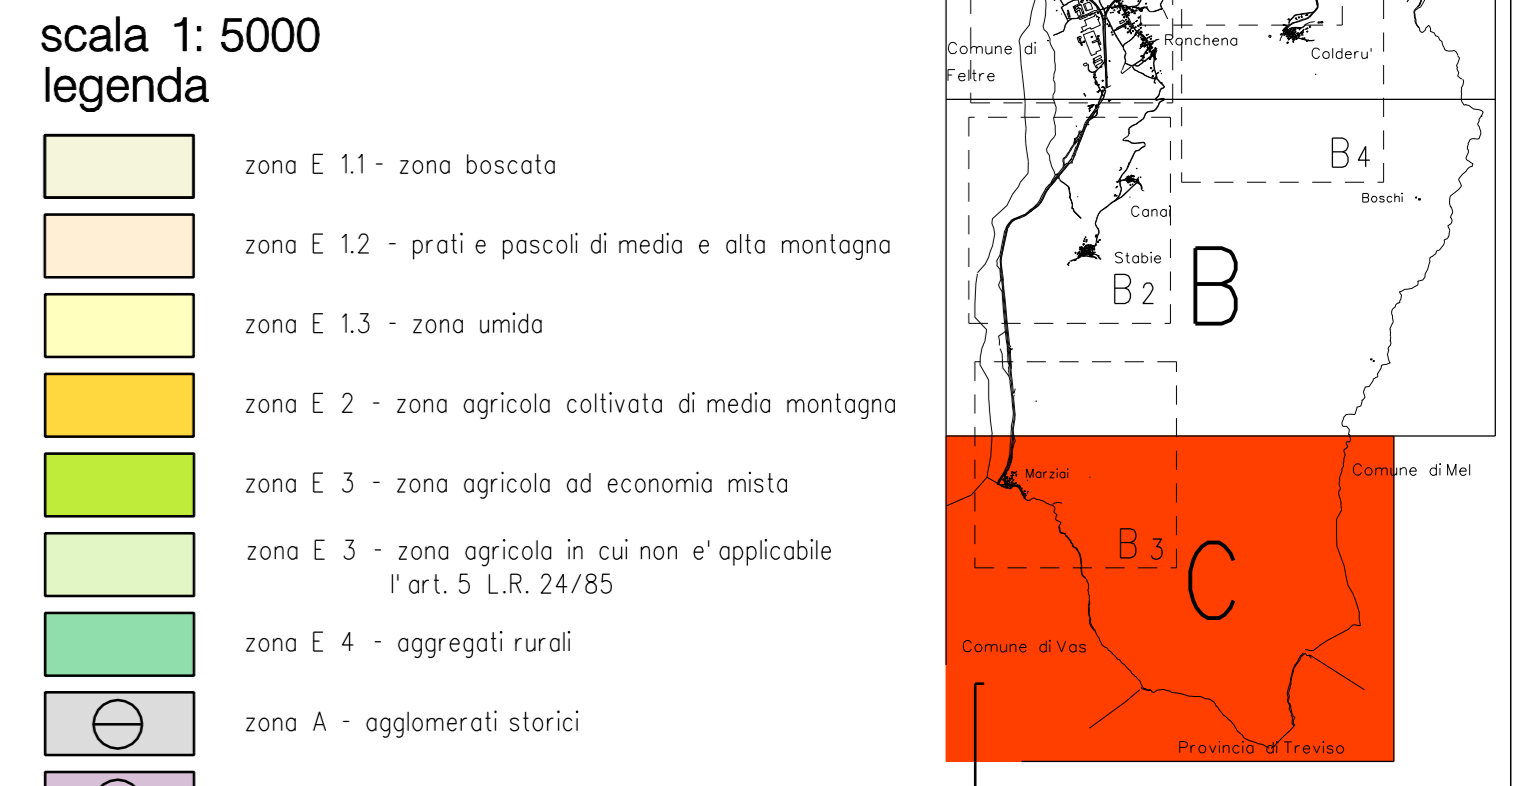 scala 1: 5000
legenda
zona E 1.1 - zona boscata
zona E 1.2 - prati e pascoli di media e alta montagna
zona E 1.3 - zona umida
zona E 2 - zona agricola coltivata di media montagna
zona E 3 - zona agricola ad economia mista
zona E 3 - zona agricola in cui non e' applicabile
l'art. 5 L.R. 24/85
zona E 4 - aggregati rurali
zona A - agglomerati storici
Comune di
Feltre
Ronchena
Colderu'
B4
Boschi
Canai
Stabie
B2
B
Marziai
Comune di Mel
B3
C
Comune di Vas
Provincia di Treviso